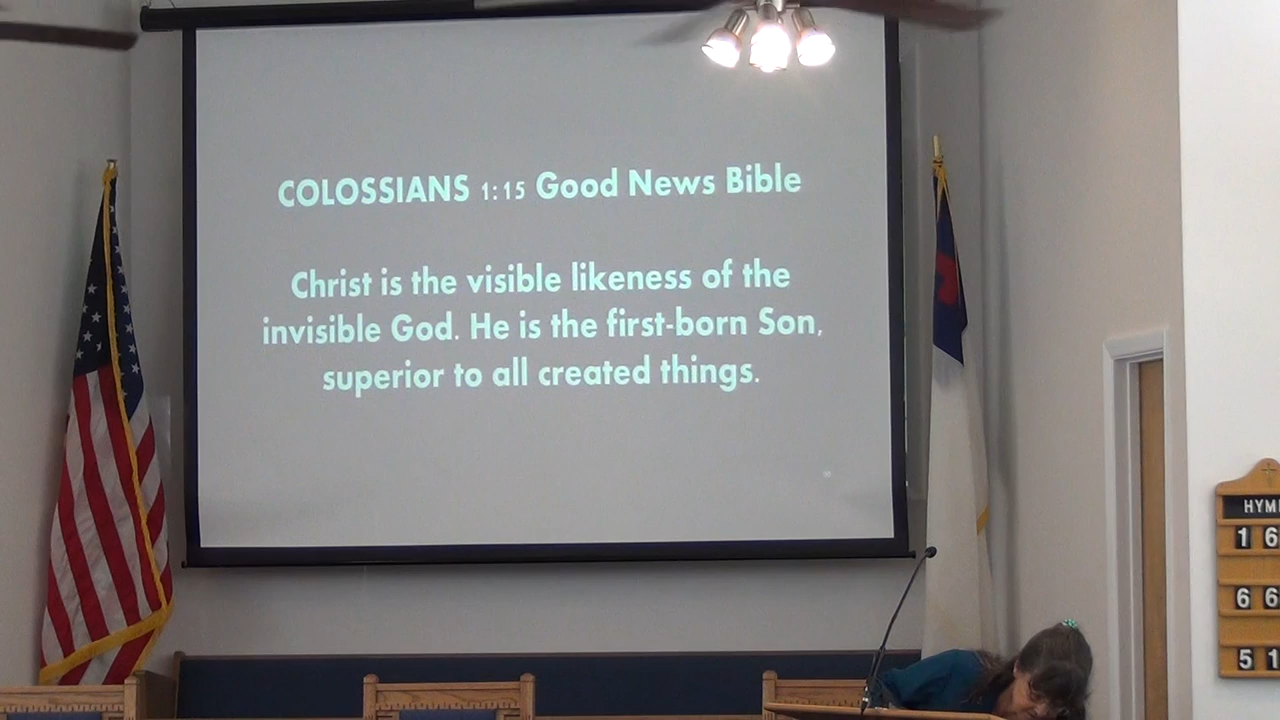 COLOSSIANS 1:15 Good News Bible
Christ is the visible likeness of the
invisible God. He is the first-born Son,
superior to all created things.
HYM
1 6
6 6
5 1